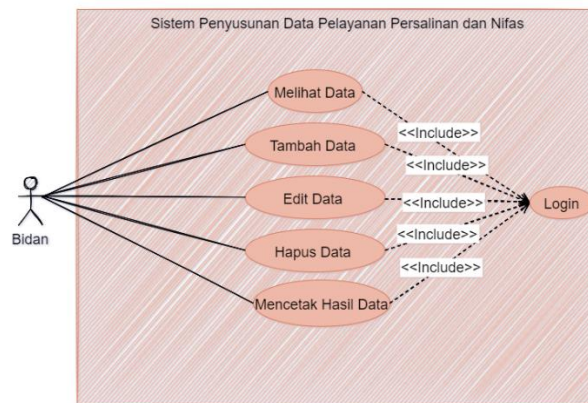 Sistem Penyusunan Data Pelayanan Persalinan dan Nifas
Melihat Data
<<Include>>
Tambah Data
<<Include>>
Edit Data
<<Include>>
Login
Bidan
Hapus Data
<<Include>>
Mencetak Hasil Data
<<Include>>